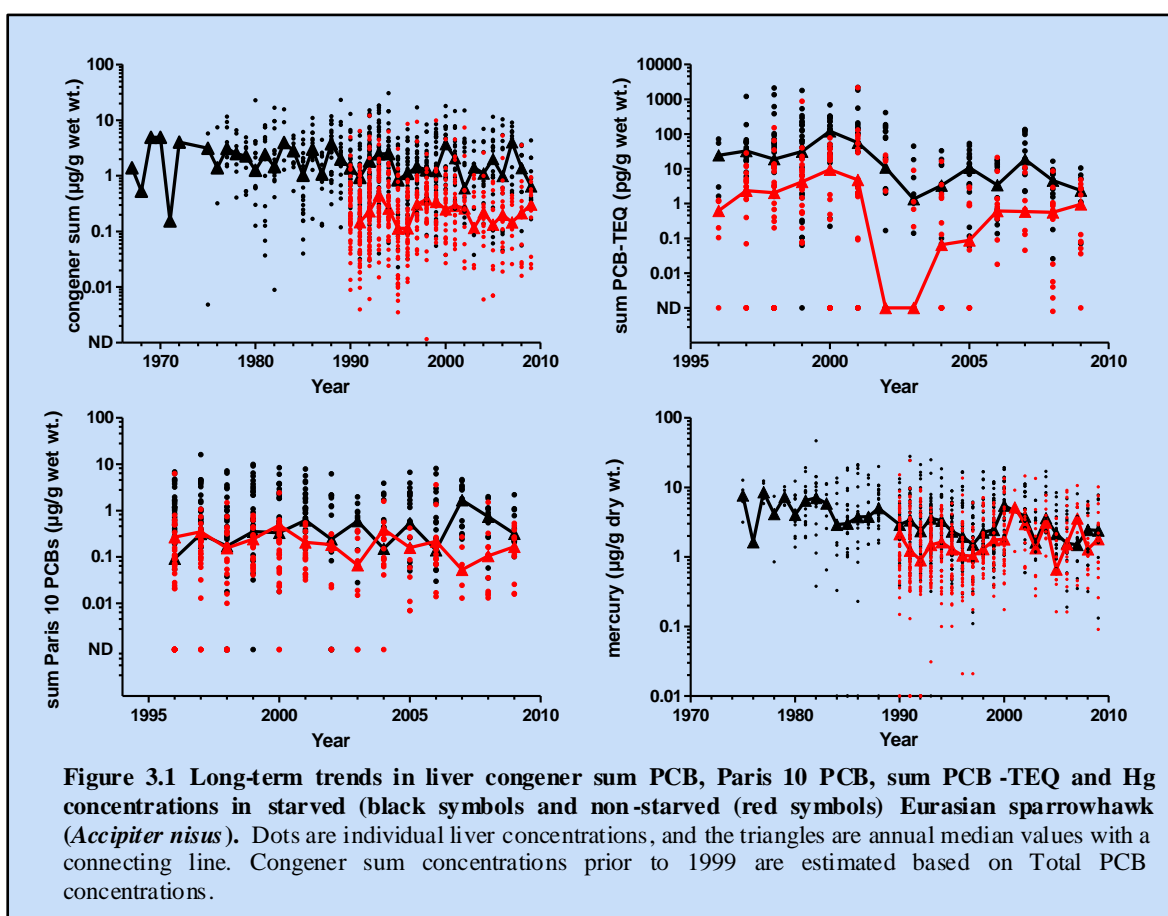 100
10
1
0.1
0.01
ND
congener sum (µg/g wet wt.)
1970 1980 1990 2000 2010
Year
10000
1000
100
10
1
0.1
0.01
ND
sum PCB-TEQ (pg/g wet wt.)
1995 2000 2005 2010
Year
100
10
1
0.1
0.01
ND
sum Paris 10 PCBs (µg/g wet wt.)
1995 2000 2005 2010
Year
100
10
1
0.1
0.01
mercury (µg/g dry wt.)
1970 1980 1990 2000 2010
Year
Figure 3.1 Long-term trends in liver congener sum PCB, Paris 10 PCB, sum PCB -TEQ and Hg
concentrations in starved (black symbols and non-starved (red symbols) Eurasian sparrowhawk
(Accipiter nisus). Dots are individual liver concentrations, and the triangles are annual median values with a
connecting line. Congener sum concentrations prior to 1999 are estimated based on Total PCB
concentrations.